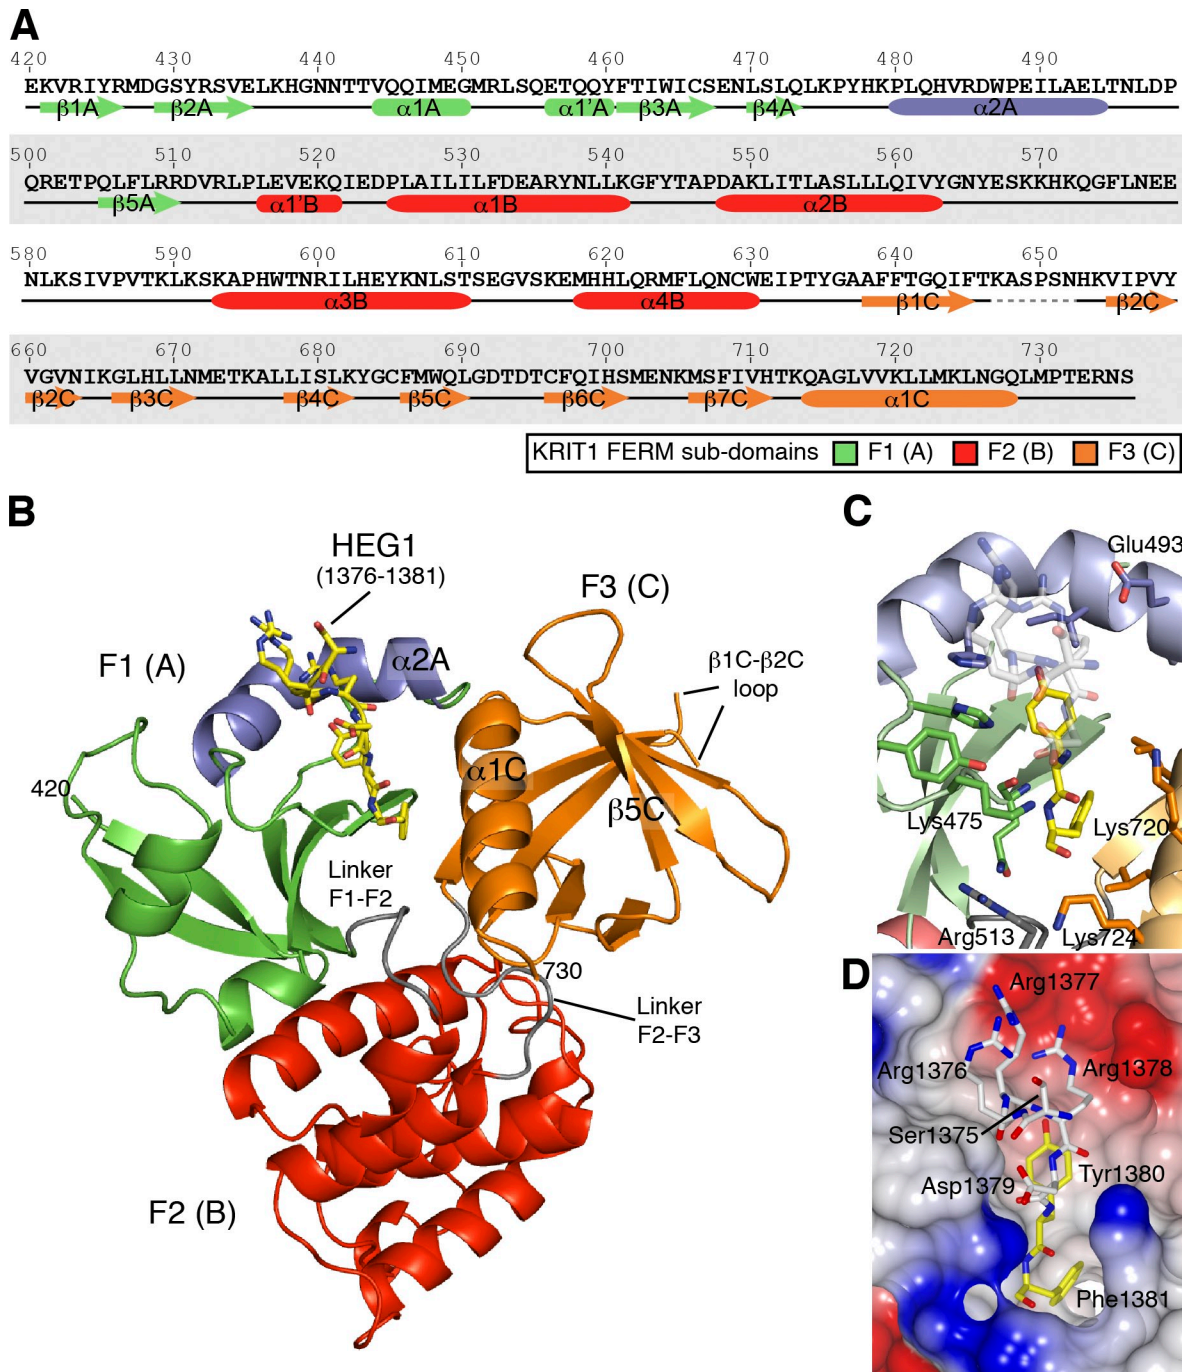 A
420 430 440 450 460 470 480 490
EKVRIYRMDGSYRSVELKHGNNTTVQQIMEGMRLSQETQQYFTIWICSENLSLQLKPYHKPLQHVRDWPEILAELTNLDP
β1A β2A α1A α1'A β3A β4A α2A
500 510 520 530 540 550 560 570
QRETPQLFLRRDVRLPLEVEKQIEDPLAILILFDEARYNLLKGFYTAPDAKLITLASLLLQIVYGNYESKKHKQGFLNEE
β5A α1'B α1B α2B
580 590 600 610 620 630 640 650
NLKSIVPVTKLKSKAPHWTNRILHEYKNLSTSEGVSKEMHHLQRMFLQNCWEIPTYGAAFFTGQIFTKASPSNHKVIPVY
α3B α4B β1C β2C
660 670 680 690 700 710 720 730
VGVNIKGLHLLNMETKALLISLKYGCFMWQLGDTDTCFQIHSMENKMSFIVHTKQAGLVVKLLMKLNGQLMPTERNS
β2C β3C β4C β5C β6C β7C α1C
KRIT1 FERM sub-domains F1 (A) F2 (B) F3 (C)
B
HEG1
(1376-1381)
F3 (C)
F1 (A)
α2A
β1C-β2C
loop
α1C
420
β5C
Linker
F1-F2
730
Linker
F2-F3
F2 (B)
C
Glu493
Lys475
Lys720
Arg513
Lys724
D
Arg1377
Arg1376
Arg1378
Ser1375
Asp1379
Tyr1380
Phe1381